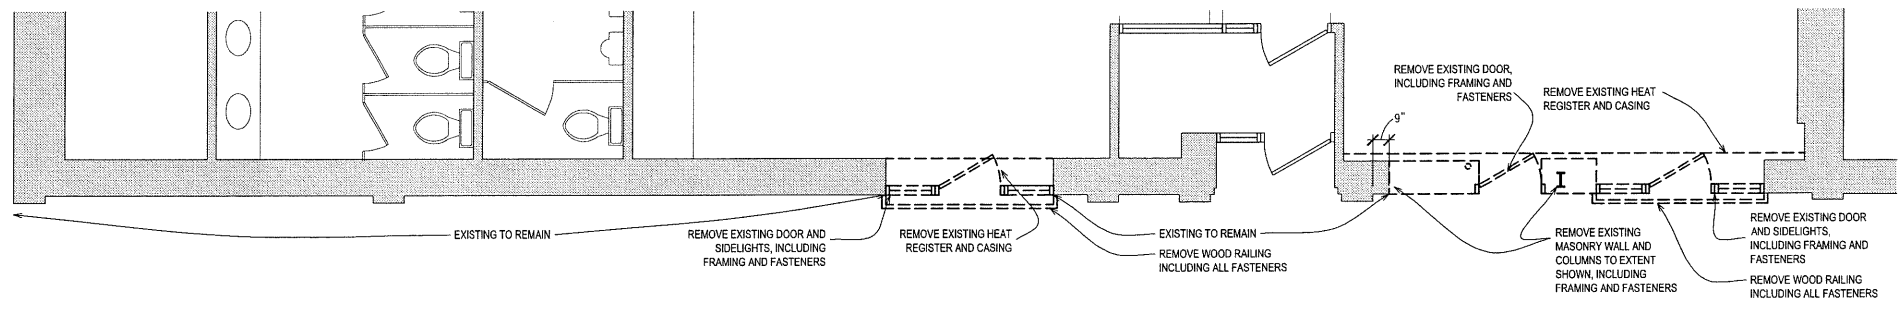 REMOVE EXISTING DOOR,
INCLUDING FRAMING AND
FASTENERS
REMOVE EXISTING HEAT
REGISTER AND CASING
9"
EXISTING TO REMAIN
REMOVE EXISTING DOOR AND
SIDELIGHTS, INCLUDING
FRAMING AND FASTENERS
REMOVE EXISTING HEAT
REGISTER AND CASING
EXISTING TO REMAIN
REMOVE WOOD RAILING
INCLUDING ALL FASTENERS
REMOVE EXISTING
MASONRY WALL AND
COLUMNS TO EXTENT
SHOWN, INCLUDING
FRAMING AND FASTENERS
REMOVE EXISTING DOOR
AND SIDELIGHTS,
INCLUDING FRAMING AND
FASTENERS
REMOVE WOOD RAILING
INCLUDING ALL FASTENERS